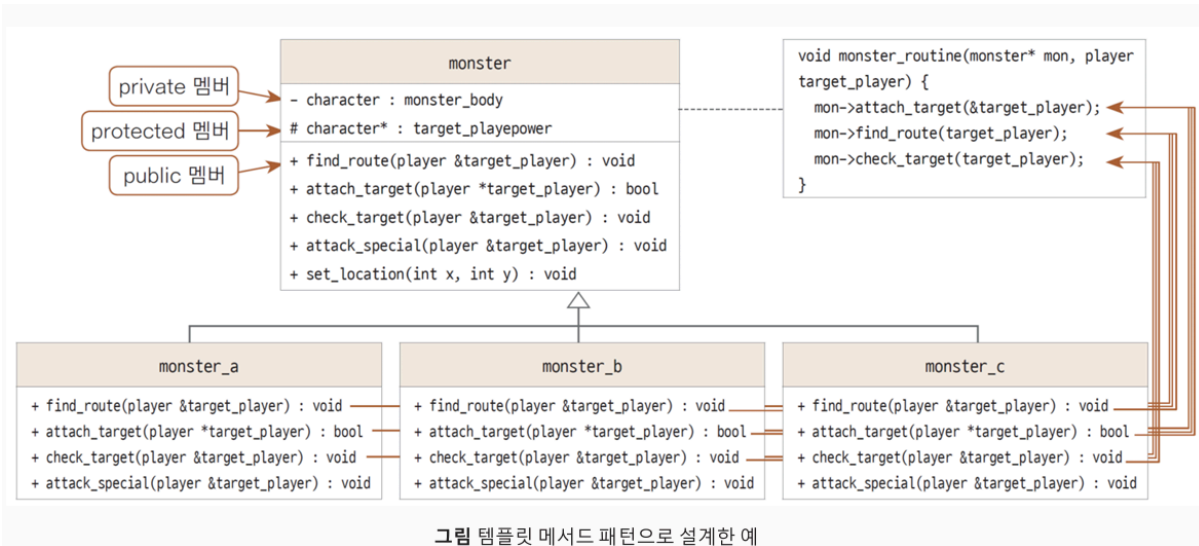 monster
private 멤버
- character : monster_body
protected 멤버
# character* : target_playepower
public 멤버
+ find_route(player &target_player) : void
+ attach_target(player *target_player) : bool
+ check_target(player &target_player) : void
+ attack_special(player &target_player) : void
+ set_location(int x, int y) : void
void monster_routine(monster* mon, player
target_player) {
mon->attach_target(&target_player);
mon->find_route(target_player);
mon->check_target(target_player);
}
monster_a
+ find_route(player &target_player) : void
+ attach_target(player *target_player) : bool
+ check_target(player &target_player) : void
+ attack_special(player &target_player) : void
monster_b
+ find_route(player &target_player) : void
+ attach_target(player *target_player) : bool
+ check_target(player &target_player) : void
+ attack_special(player &target_player) : void
monster_c
+ find_route(player &target_player) : void
+ attach_target(player *target_player) : bool
+ check_target(player &target_player) : void
+ attack_special(player &target_player) : void
그림 템플릿 메서드 패턴으로 설계한 예